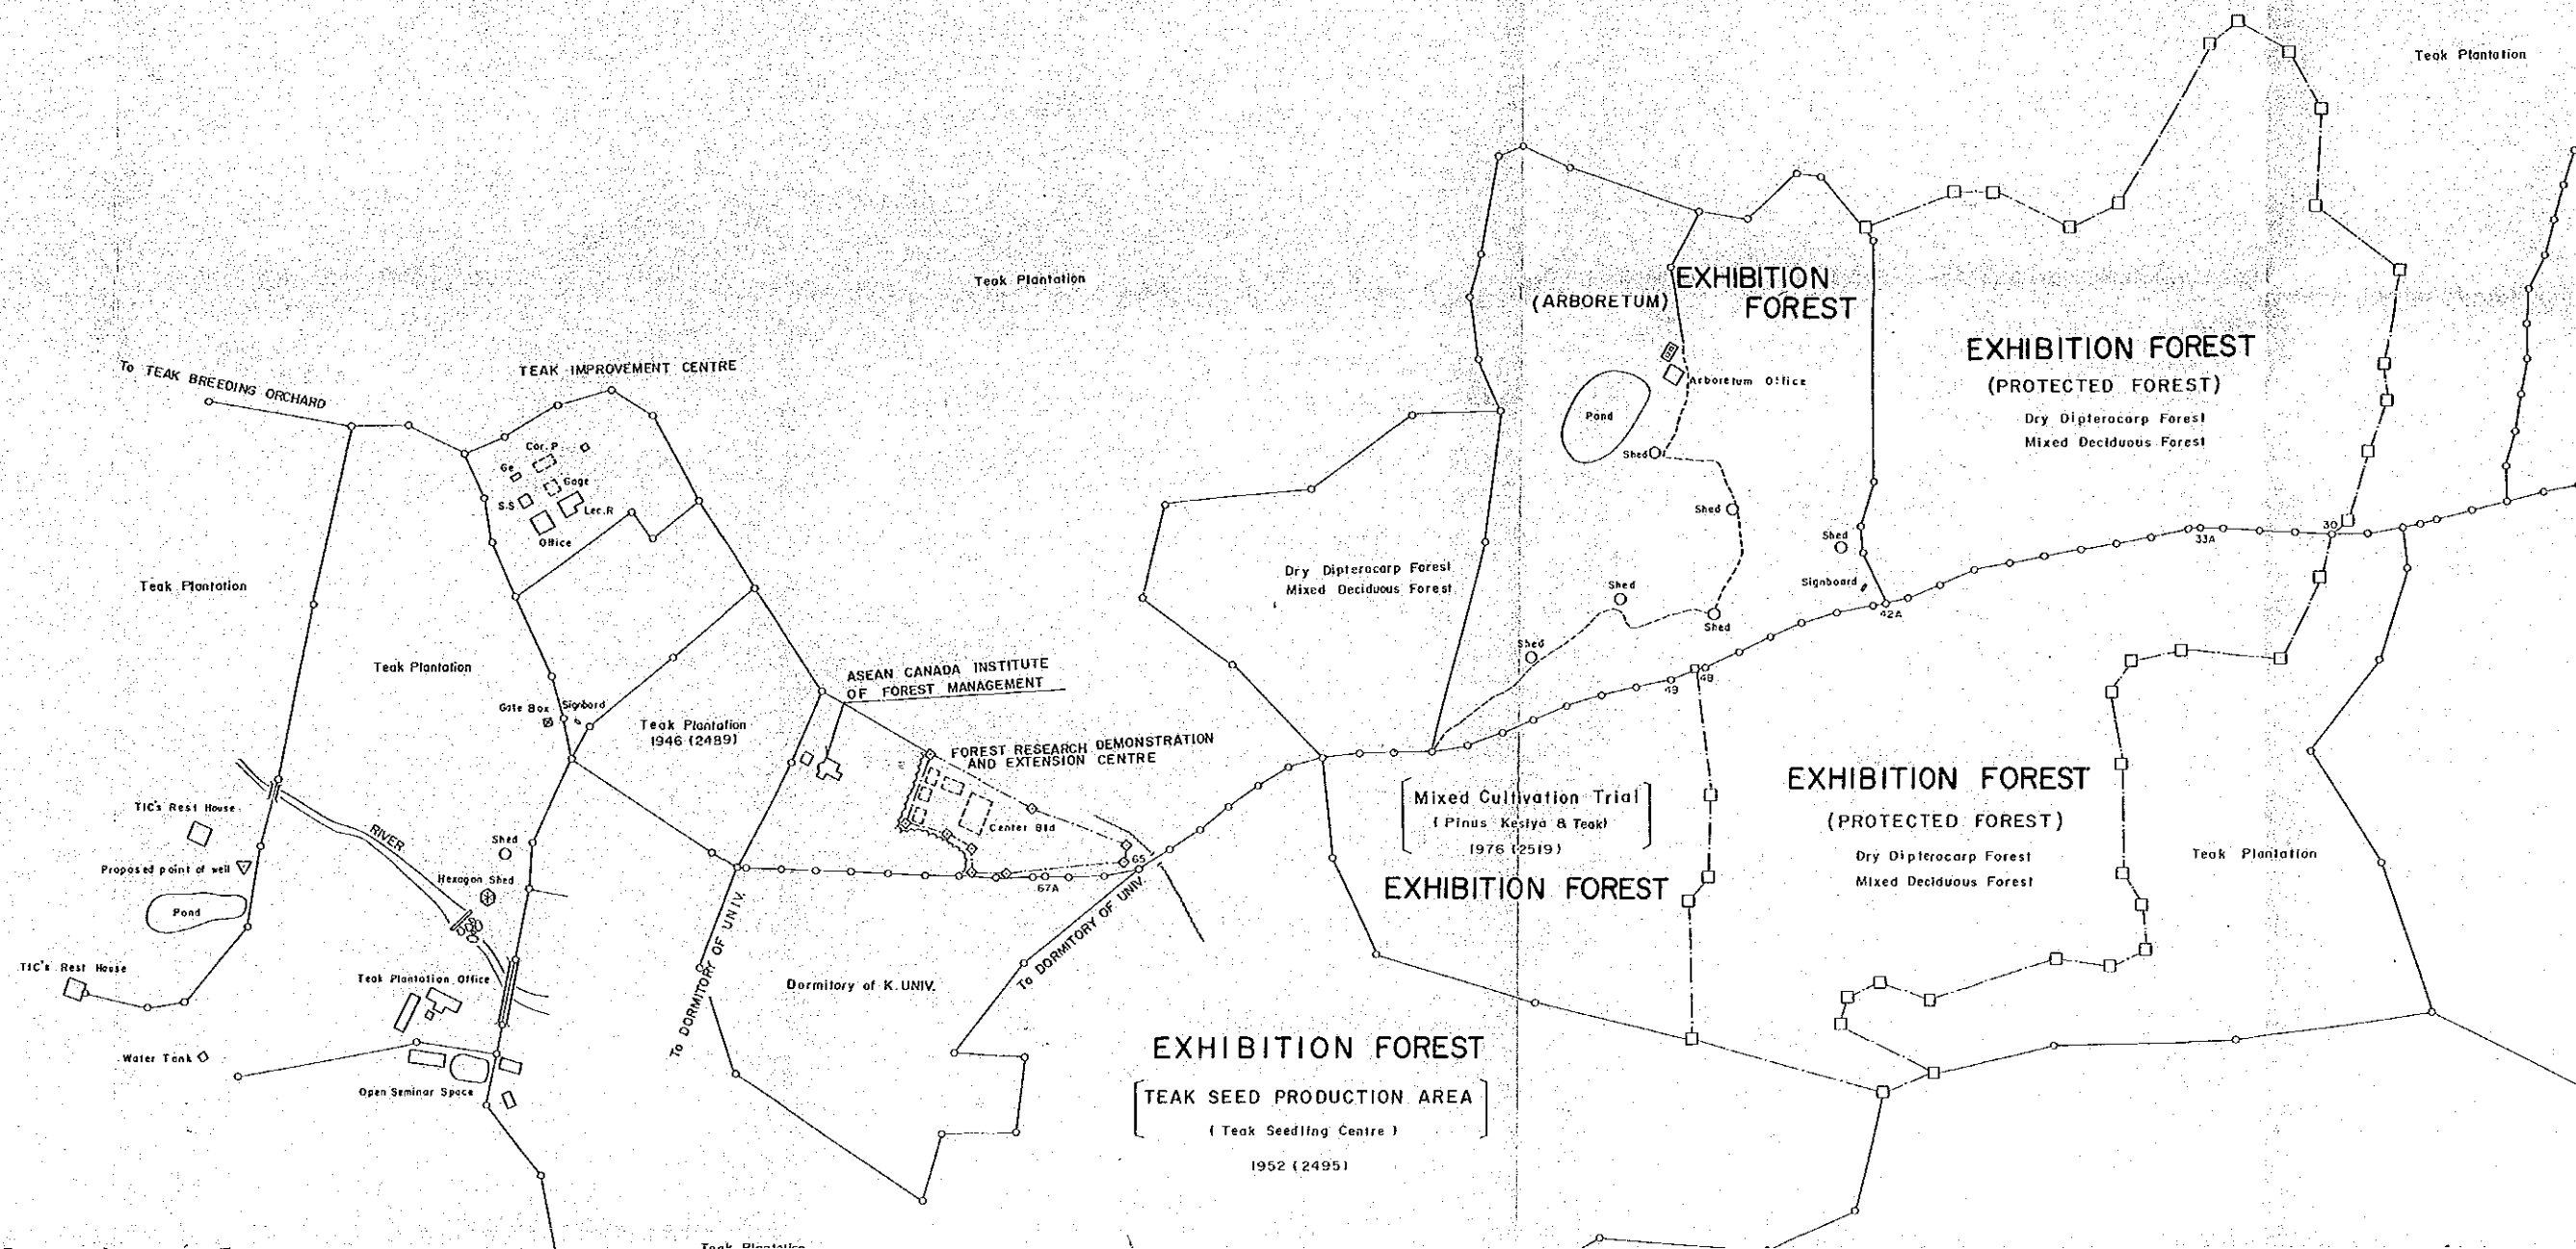 Teak Plantation
Teak Plantation
EXHIBITION
FOREST
(ARBORETUM)
EXHIBITION FOREST
(PROTECTED FOREST)
Dry Dipterocarp Forest
Mixed Deciduous Forest
Arboretum Office
Pond
Shed
Shed
Shed
Shed
Shed
Shed
Signboard
42A
33A
30
48
49
To TEAK BREEDING ORCHARD
TEAK IMPROVEMENT CENTRE
Cor. P
Ge
Gage
S.S
Lec.R
Office
Dry Dipterocarp Forest
Mixed Deciduous Forest
Teak Plantation
Teak Plantation
Gate Box
Signbord
Teak Plantation
1946 (2489)
ASEAN CANADA INSTITUTE
OF FOREST MANAGEMENT
FOREST RESEARCH DEMONSTRATION
AND EXTENSION CENTRE
Center Bld
65
67A
TIC's Rest House
RIVER
Shed
Proposed point of well
Hexagon Shed
Pond
TIC's Rest House
Teak Plantation Office
Water Tank
Open Seminar Space
To DORMITORY OF UNIV.
Dormitory of K.UNIV.
To DORMITORY OF UNIV.
Mixed Cultivation Trial
( Pinus Kesiya & Teak)
1976 (2519)
EXHIBITION FOREST
EXHIBITION FOREST
(PROTECTED FOREST)
Dry Dipterocarp Forest
Mixed Deciduous Forest
Teak Plantation
EXHIBITION FOREST
TEAK SEED PRODUCTION AREA
( Teak Seedling Centre )
1952 (2495)
Teak Plantation